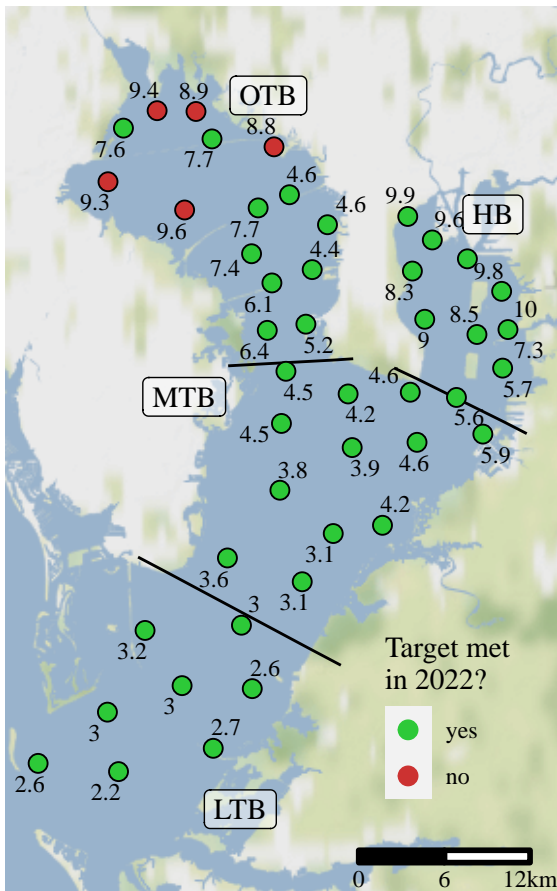 9.4 8.9 OTB
7.6 7.7 8.8
9.3 4.6
9.6 7.7 4.6 9.9 9.6 HB
7.4 4.4 9.8
6.1 8.3 10
6.4 5.2 9 8.5 7.3
MTB 4.5 4.2 4.6 5.6 5.7
4.5 3.9 4.6 5.9
3.8
3.1 4.2
3.6 3.1
3.2 3
3 2.6
3
2.7
2.6 2.2
LTB
Target met
in 2022?
yes
no
0 6 12km